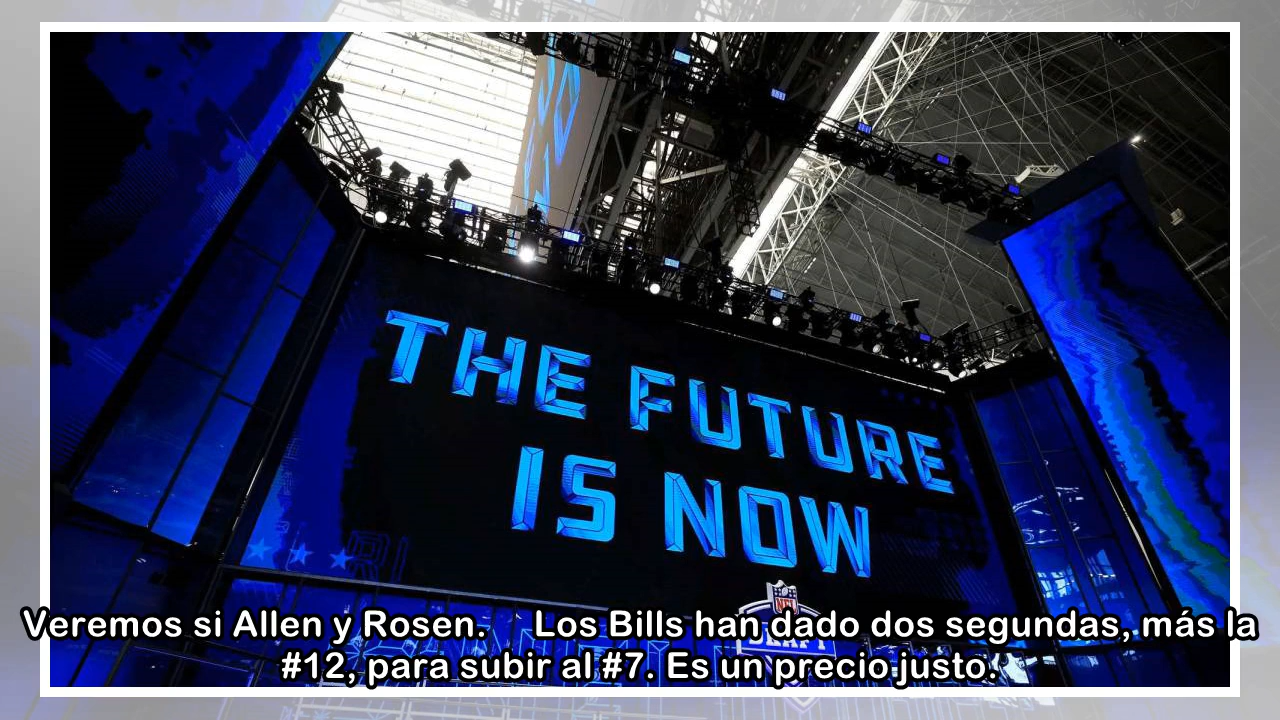 THE FUTURE
IS NOW
NFL
Veremos si Allen y Rosen. Los Bills han dado dos segundas, más la
#12, para subir al #7. Es un precio justo.